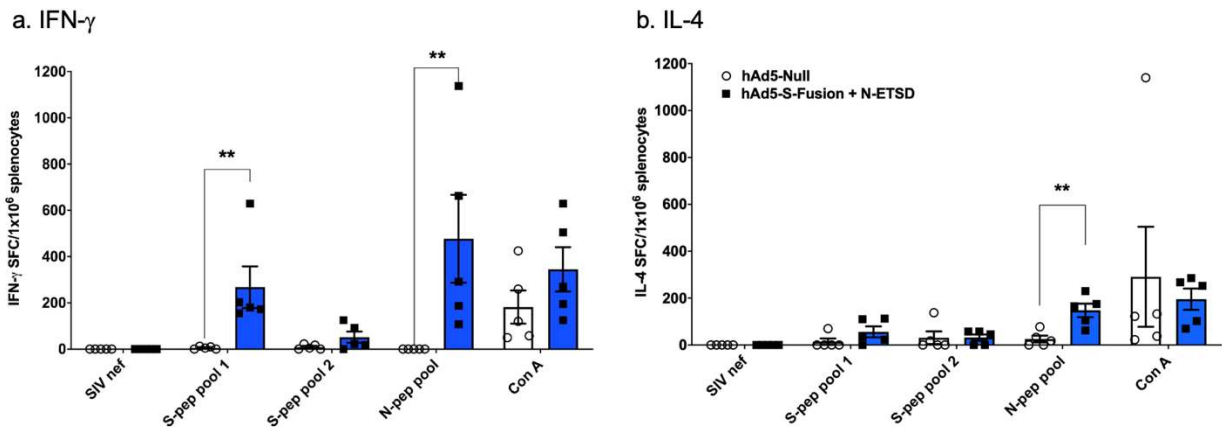 a. IFN-γ
IFN-γ SFC/1x10⁶ splenocytes
1200
1000
800
600
400
200
0
**
**
SIV nef
S-pep pool 1
S-pep pool 2
N-pep pool
Con A
b. IL-4
IL-4 SFC/1x10⁶ splenocytes
1200
1000
800
600
400
200
0
hAd5-Null
hAd5-S-Fusion + N-ETSD
**
SIV nef
S-pep pool 1
S-pep pool 2
N-pep pool
Con A